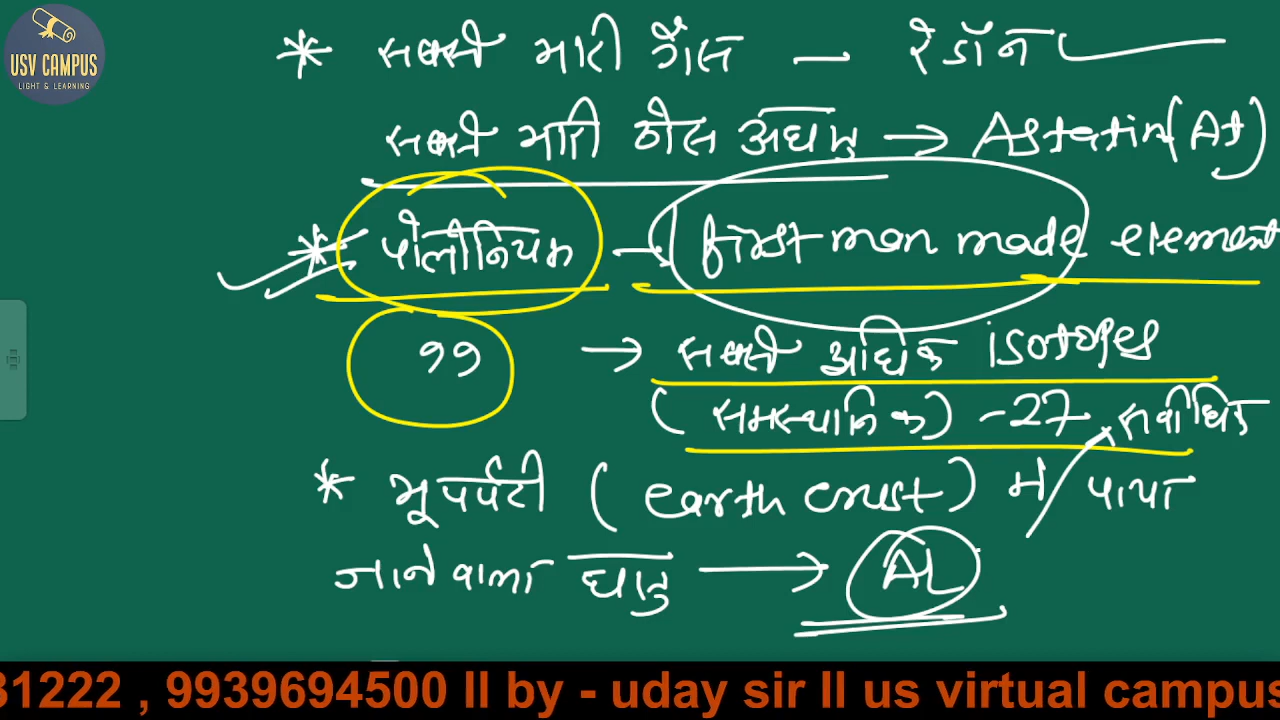 USV CAMPUS
LIGHT & LEARNING
* सबसे भारी गैस — रेडॉन
सबसे भारी ठोस अधातु → Astatin(At)
* पोलोनियम — first man made element
" → सबसे अधिक isotopes
(समस्थानिक) - 27
* भूपर्पटी (earth crust) में सर्वाधिक पाया
जाने वाला धातु → AL
31222 , 9939694500 ll by - uday sir ll us virtual campus